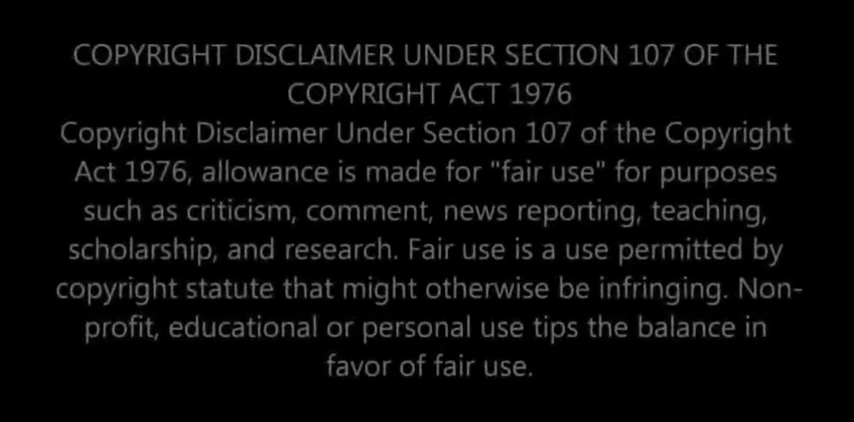 COPYRIGHT DISCLAIMER UNDER SECTION 107 OF THE
COPYRIGHT ACT 1976
Copyright Disclaimer Under Section 107 of the Copyright
Act 1976, allowance is made for "fair use" for purposes
such as criticism, comment, news reporting, teaching,
scholarship, and research. Fair use is a use permitted by
copyright statute that might otherwise be infringing. Non-
profit, educational or personal use tips the balance in
favor of fair use.